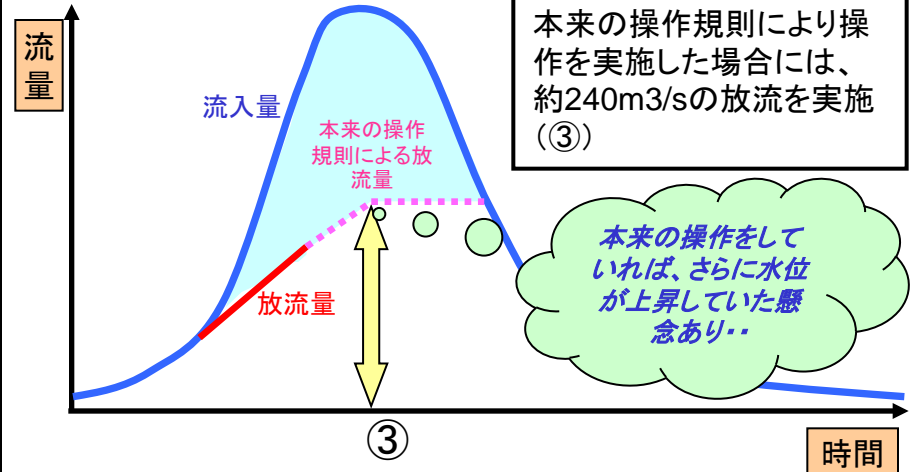 流
量
本来の操作規則により操
作を実施した場合には、
約240m3/sの放流を実施
(③)
流入量
本来の操作
規則による放
流量
本来の操作をして
いれば、さらに水位
が上昇していた懸
念あり・・
放流量
③
時間